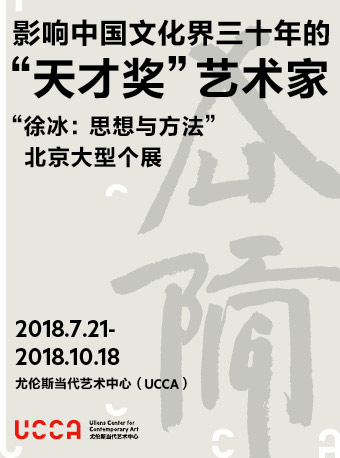 影响中国文化界三十年的
“天才奖”艺术家
“徐冰：思想与方法”
北京大型个展
2018.7.21-
2018.10.18
尤伦斯当代艺术中心（UCCA）
UCCA
Ullens Center for
Contemporary Art
尤伦斯当代艺术中心